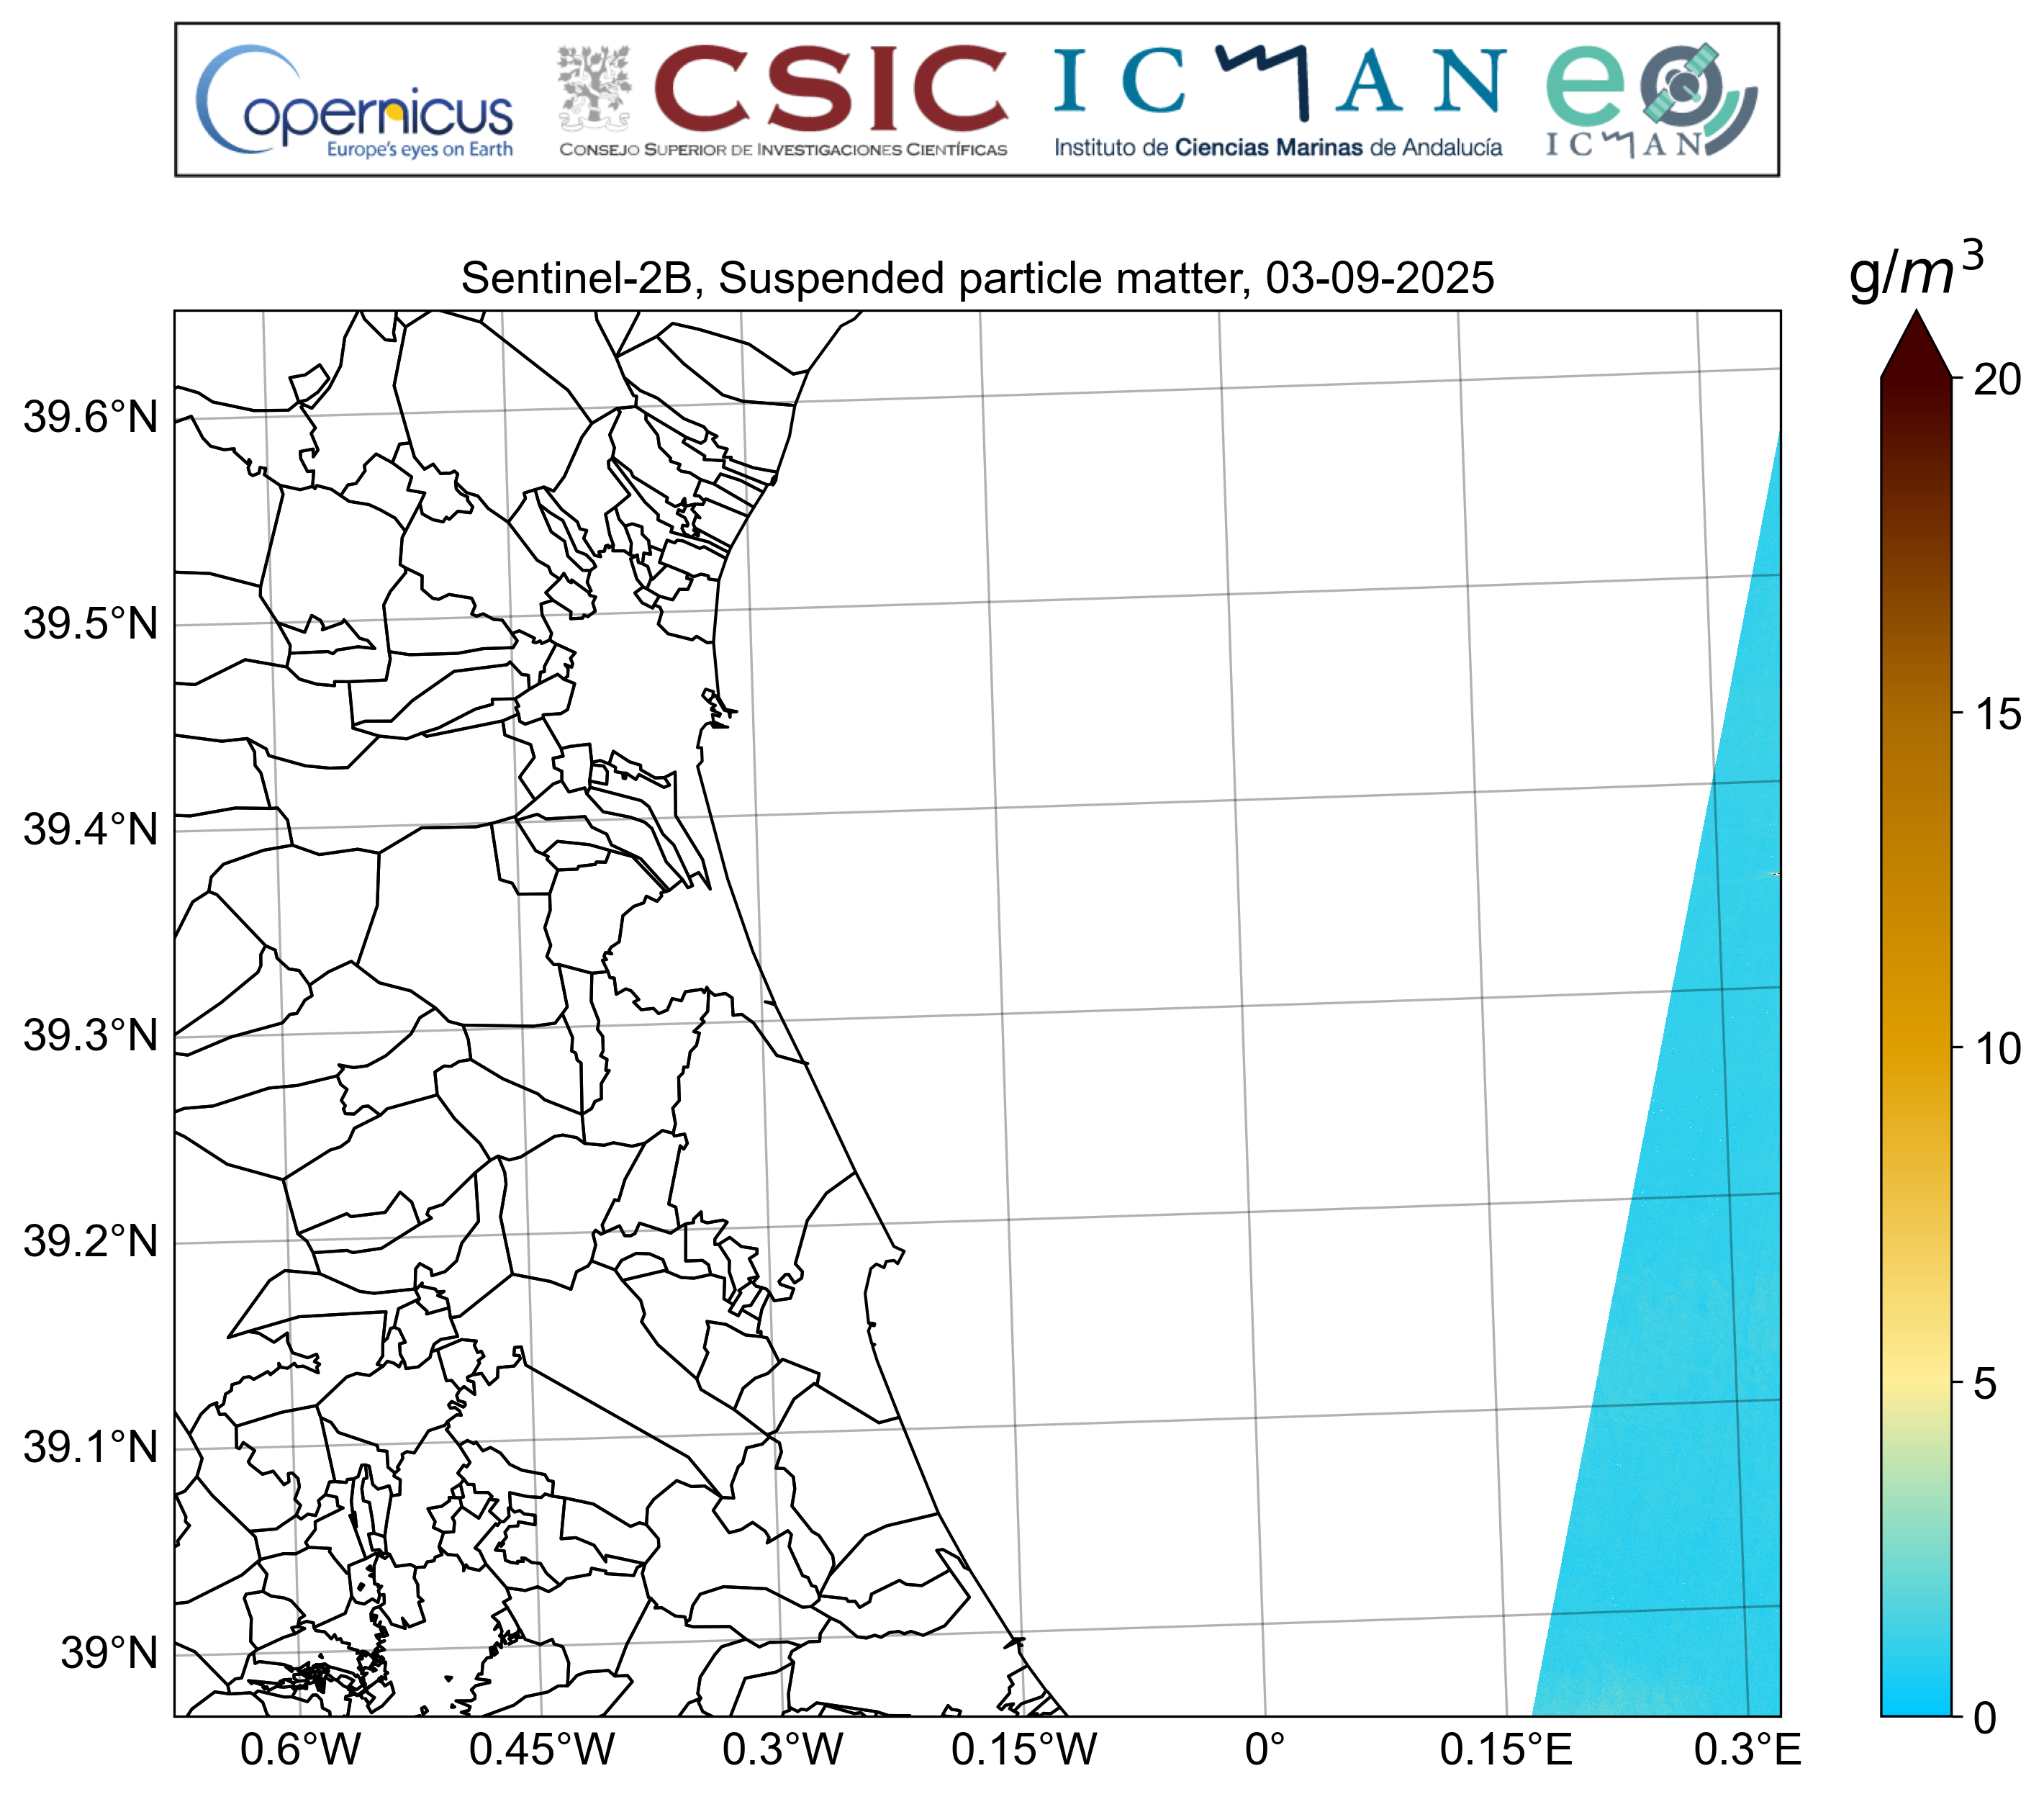 Copernicus
Europe's eyes on Earth
CSIC
CONSEJO SUPERIOR DE INVESTIGACIONES CIENTÍFICAS
ICMAN
Instituto de Ciencias Marinas de Andalucía
eo
ICMAN
Sentinel-2B, Suspended particle matter, 03-09-2025
g/m³
39.6°N
39.5°N
39.4°N
39.3°N
39.2°N
39.1°N
39°N
0.6°W 0.45°W 0.3°W 0.15°W 0° 0.15°E 0.3°E
20
15
10
5
0